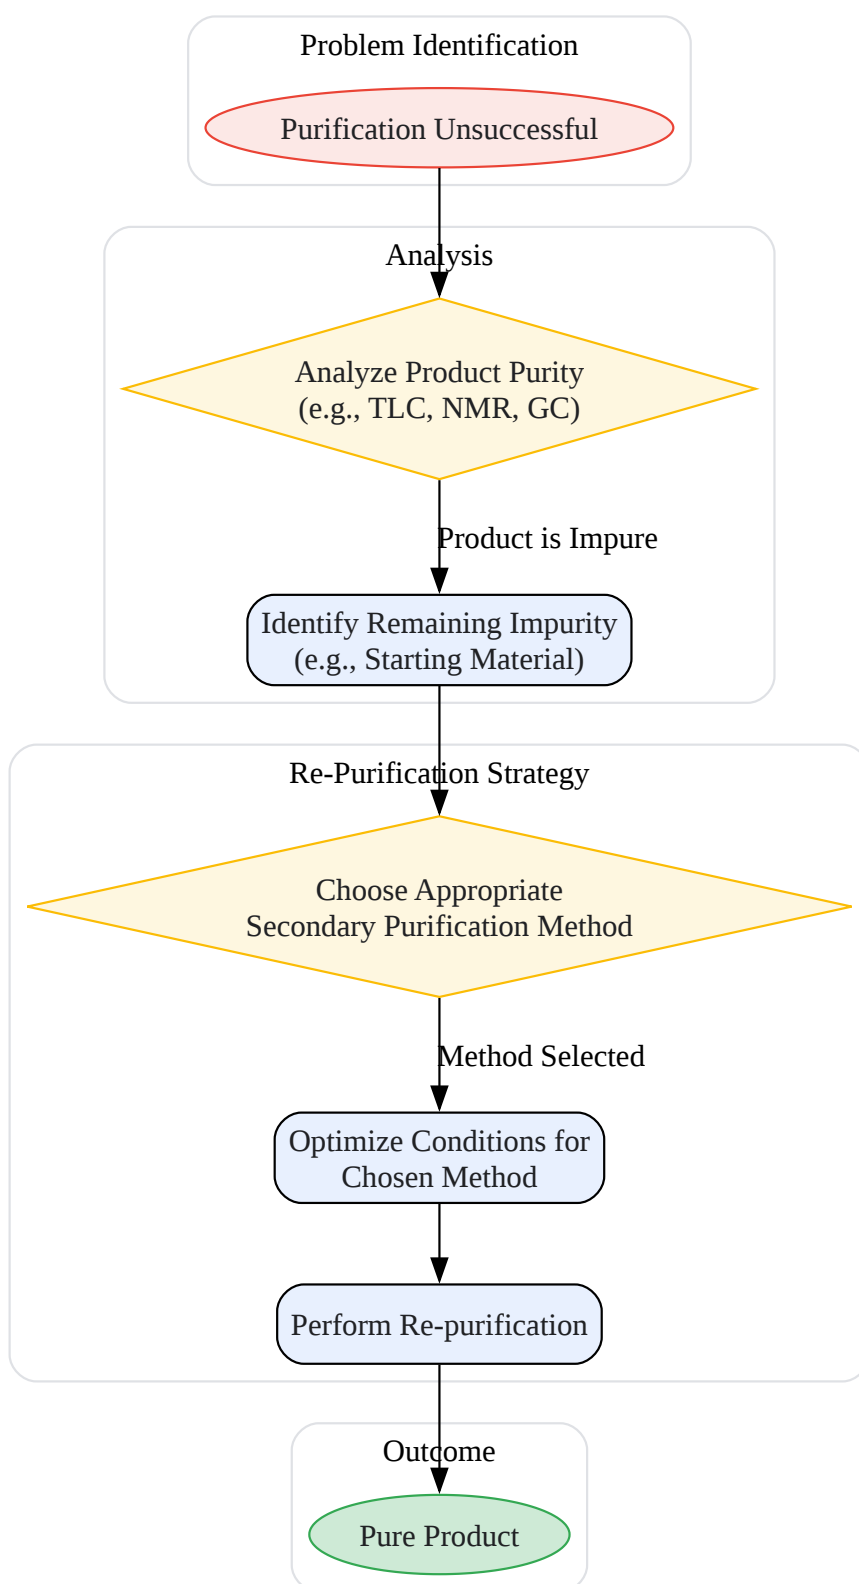 Problem Identification
Purification Unsuccessful
Analysis
Analyze Product Purity
(e.g., TLC, NMR, GC)
Product is Impure
Identify Remaining Impurity
(e.g., Starting Material)
Re-Purification Strategy
Choose Appropriate
Secondary Purification Method
Method Selected
Optimize Conditions for
Chosen Method
Perform Re-purification
Outcome
Pure Product